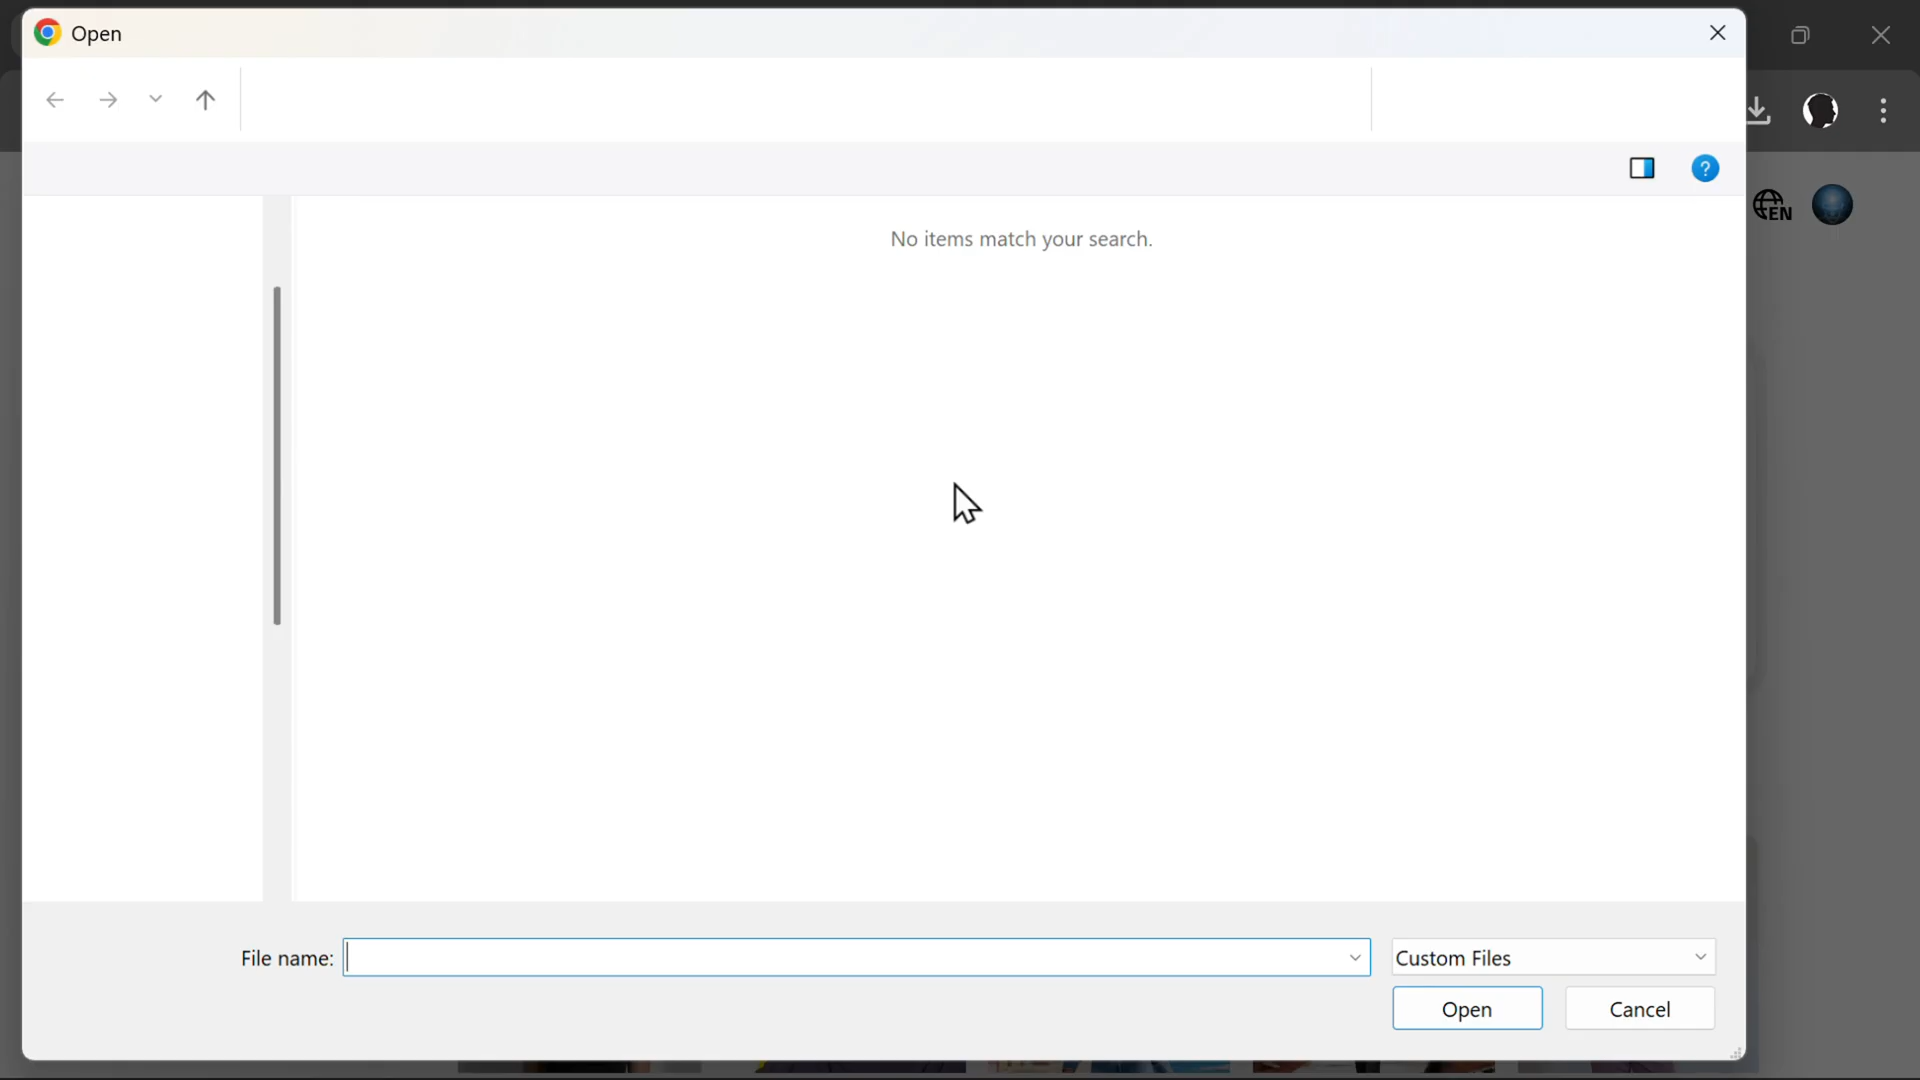 Open
?
EN
No items match your search.
File name:
Custom Files
Open
Cancel